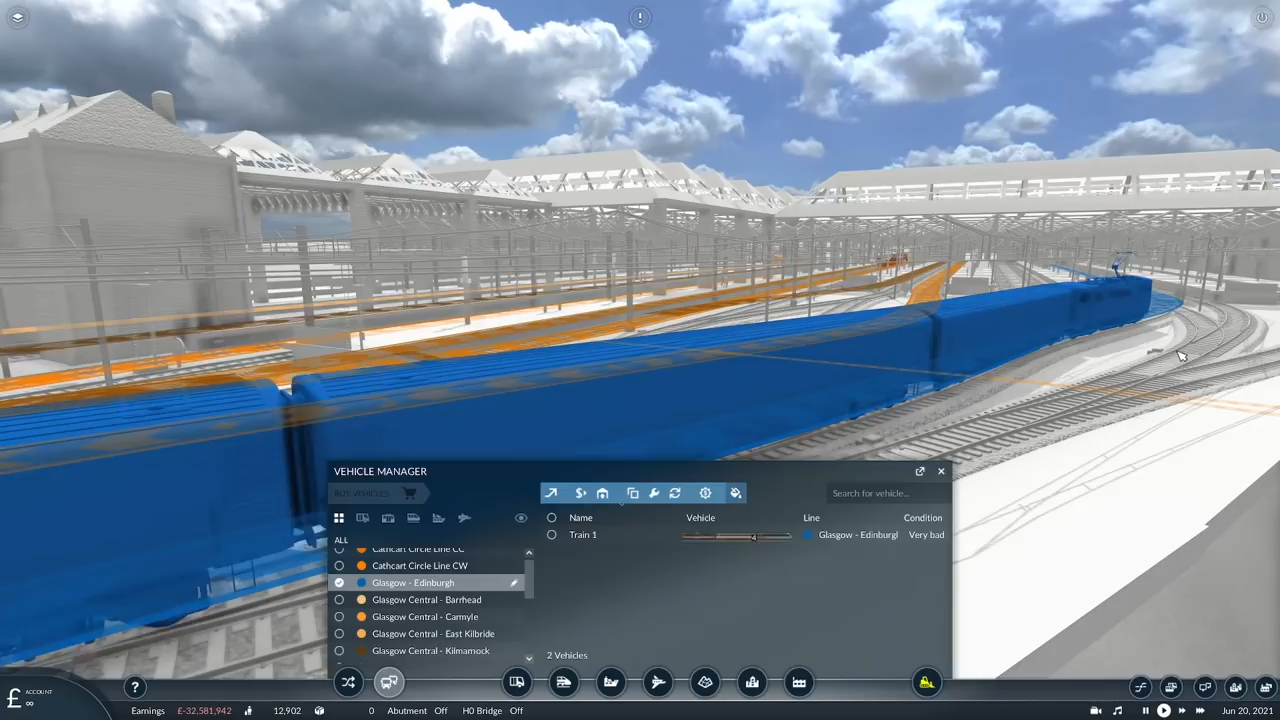 VEHICLE MANAGER
BUY VEHICLES
Search for vehicle...
Name Vehicle Line Condition
Train 1 4 Glasgow - Edinburgl Very bad
ALL
Cathcart Circle Line CC
Cathcart Circle Line CW
Glasgow - Edinburgh
Glasgow Central - Barrhead
Glasgow Central - Carmyle
Glasgow Central - East Kilbride
Glasgow Central - Kilmarnock
2 Vehicles
£ ACCOUNT
∞
?
Earnings £-32,581,942 12,902 0 Abutment Off H0 Bridge Off
Jun 20, 2021